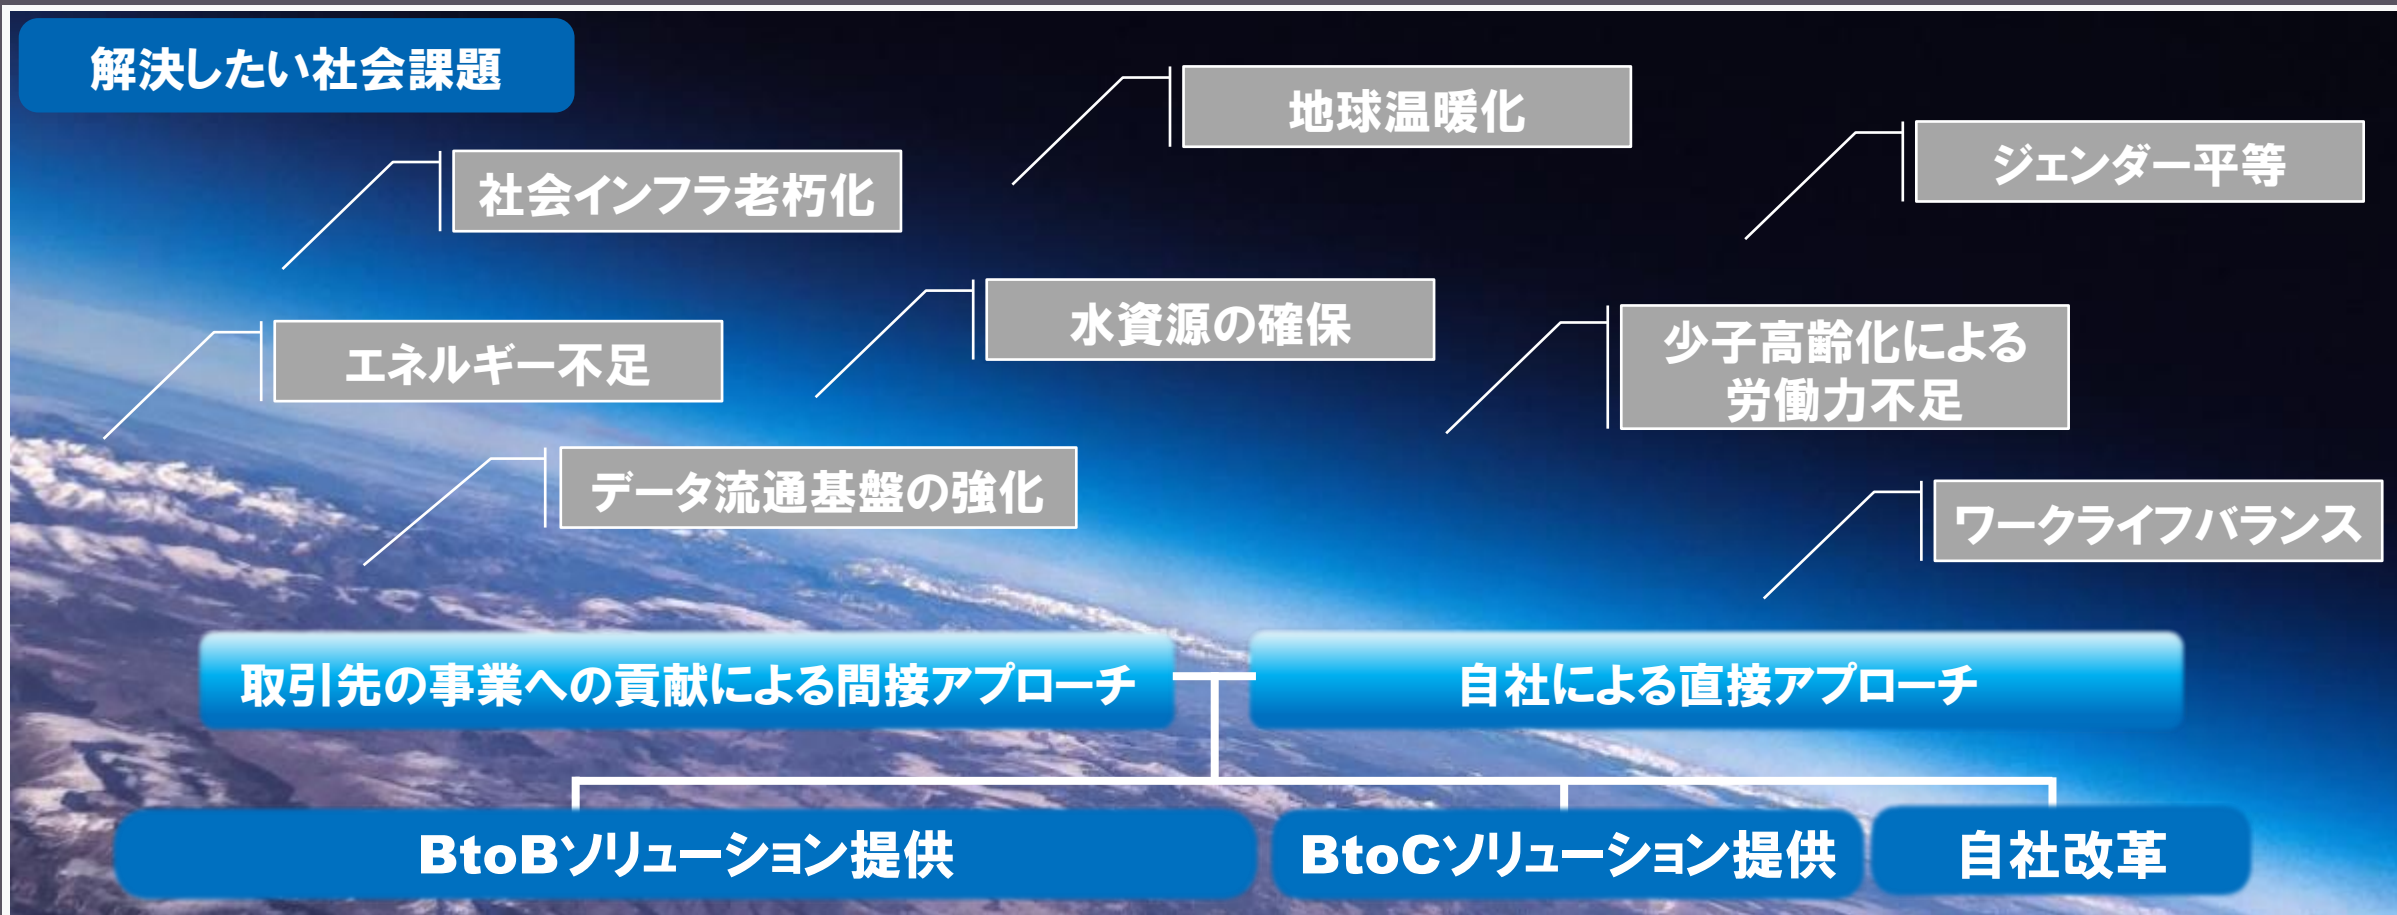 解決したい社会課題
地球温暖化
ジェンダー平等
社会インフラ老朽化
水資源の確保
少子高齢化による
労働力不足
エネルギー不足
データ流通基盤の強化
ワークライフバランス
取引先の事業への貢献による間接アプローチ
自社による直接アプローチ
BtoBソリューション提供
BtoCソリューション提供
自社改革